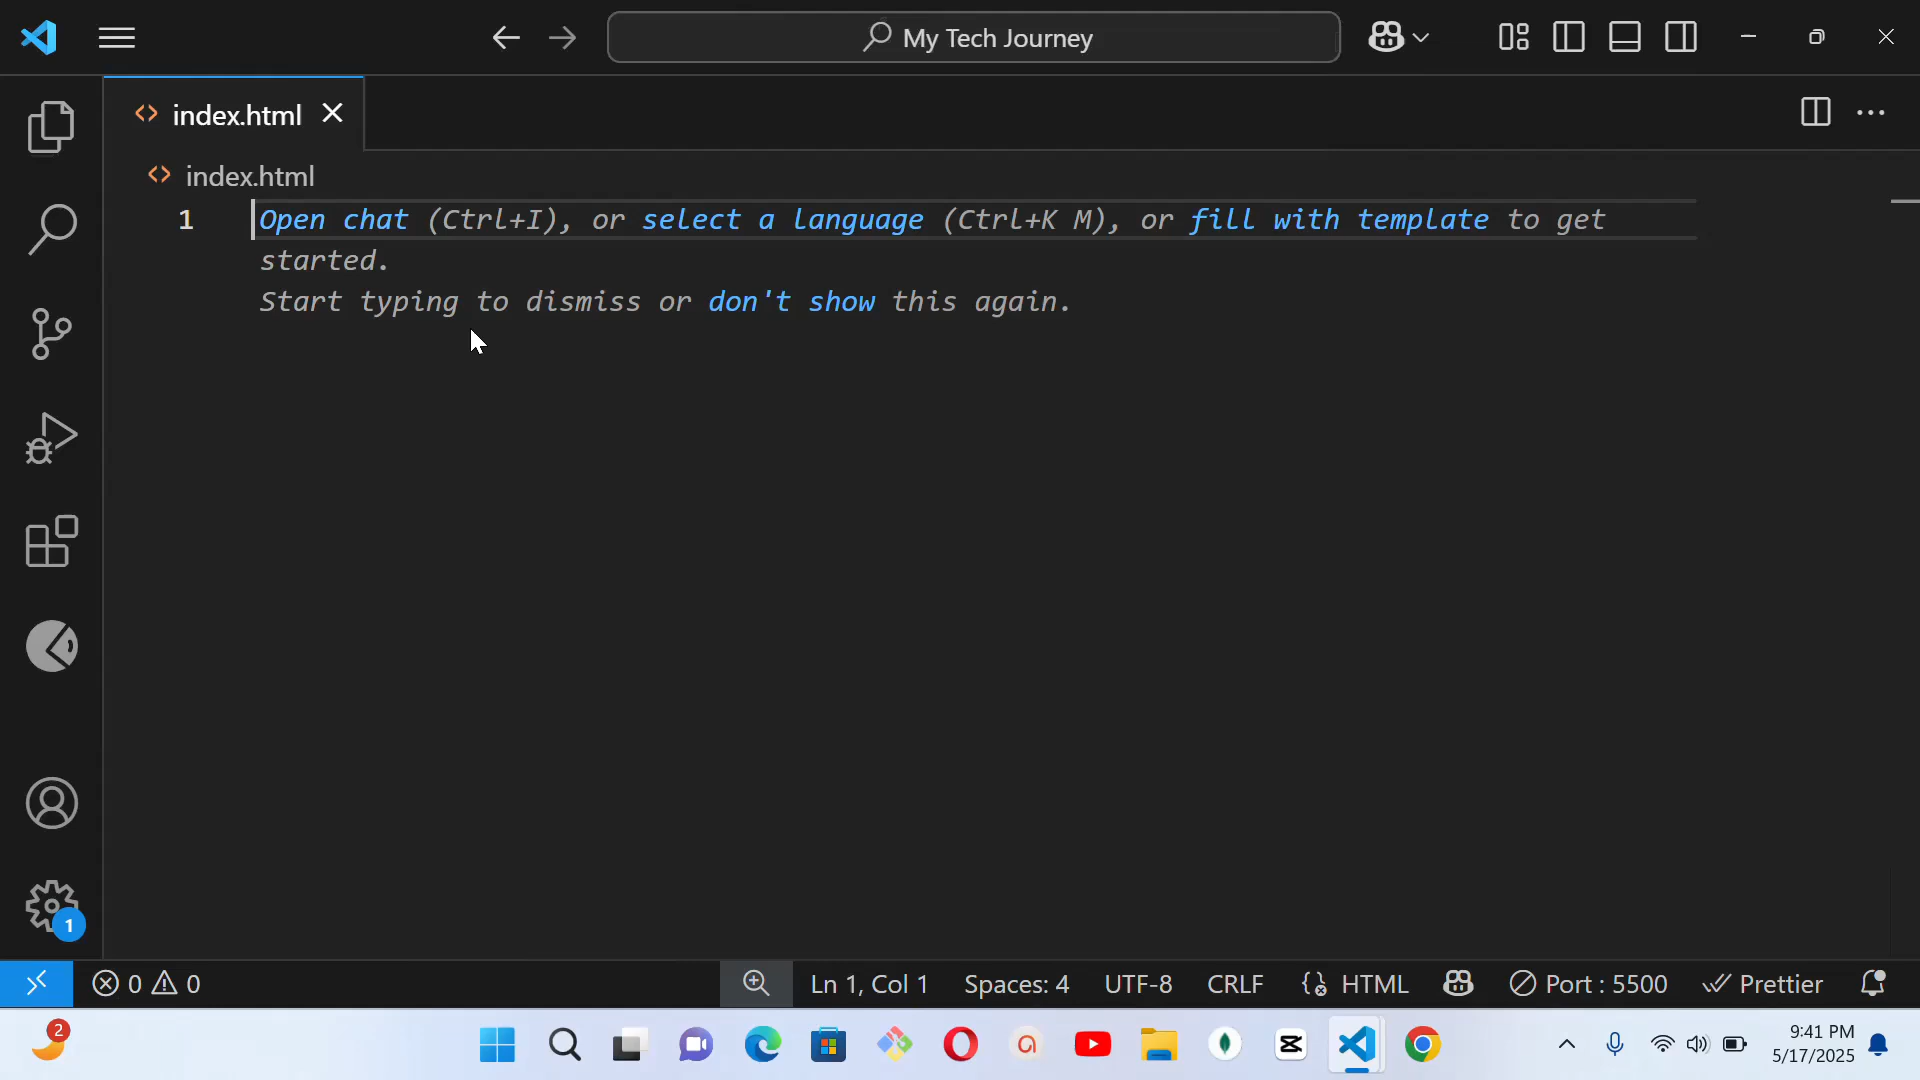 My Tech Journey
index.html
index.html
1
Open chat (Ctrl+I), or select a language (Ctrl+K M), or fill with template to get
started.
Start typing to dismiss or don't show this again.
1
0 0 Ln 1, Col 1 Spaces: 4 UTF-8 CRLF HTML Port : 5500 Prettier
2
9:41 PM
5/17/2025